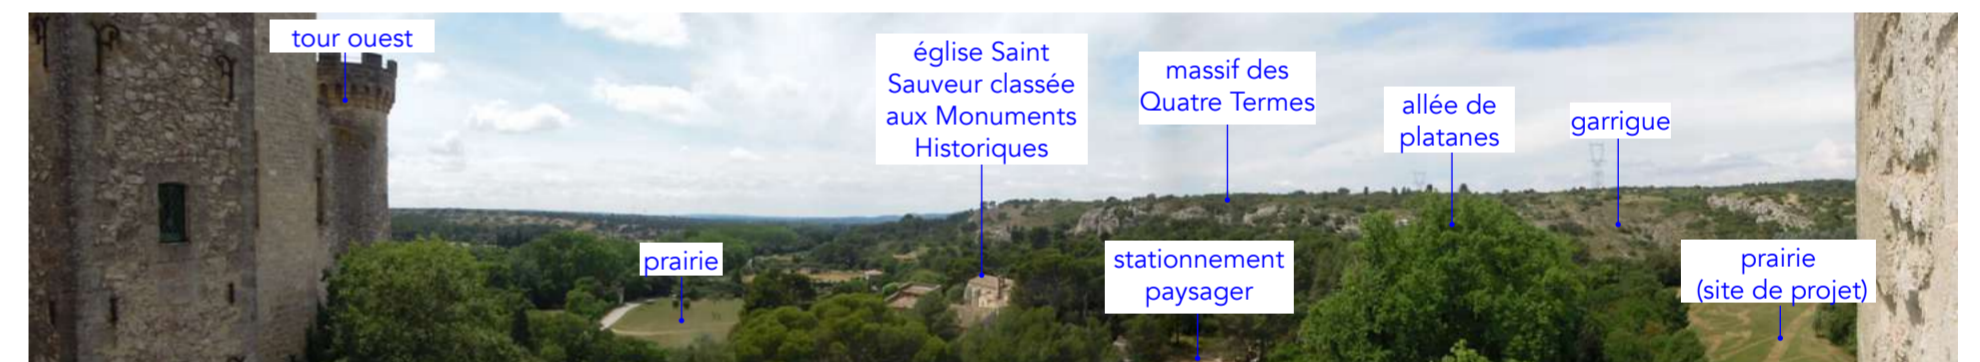 tour ouest
église Saint
Sauveur classée
aux Monuments
Historiques
massif des
Quatre Termes
allée de
platanes
garrigue
prairie
stationnement
paysager
prairie
(site de projet)